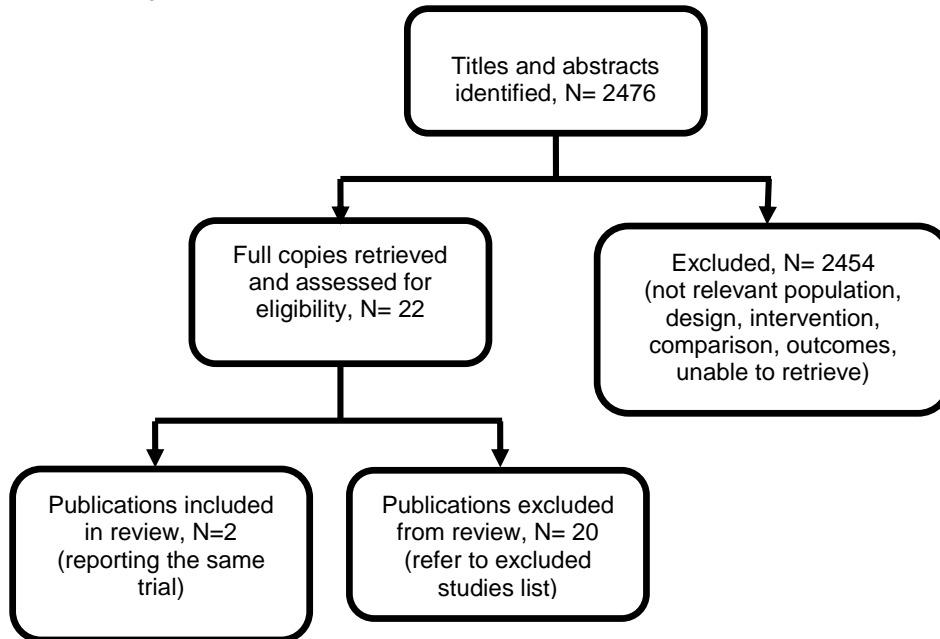 Titles and abstracts
identified, N= 2476
Full copies retrieved
and assessed for
eligibility, N= 22
Excluded, N= 2454
(not relevant population,
design, intervention,
comparison, outcomes,
unable to retrieve)
Publications included
in review, N=2
(reporting the same
trial)
Publications excluded
from review, N= 20
(refer to excluded
studies list)